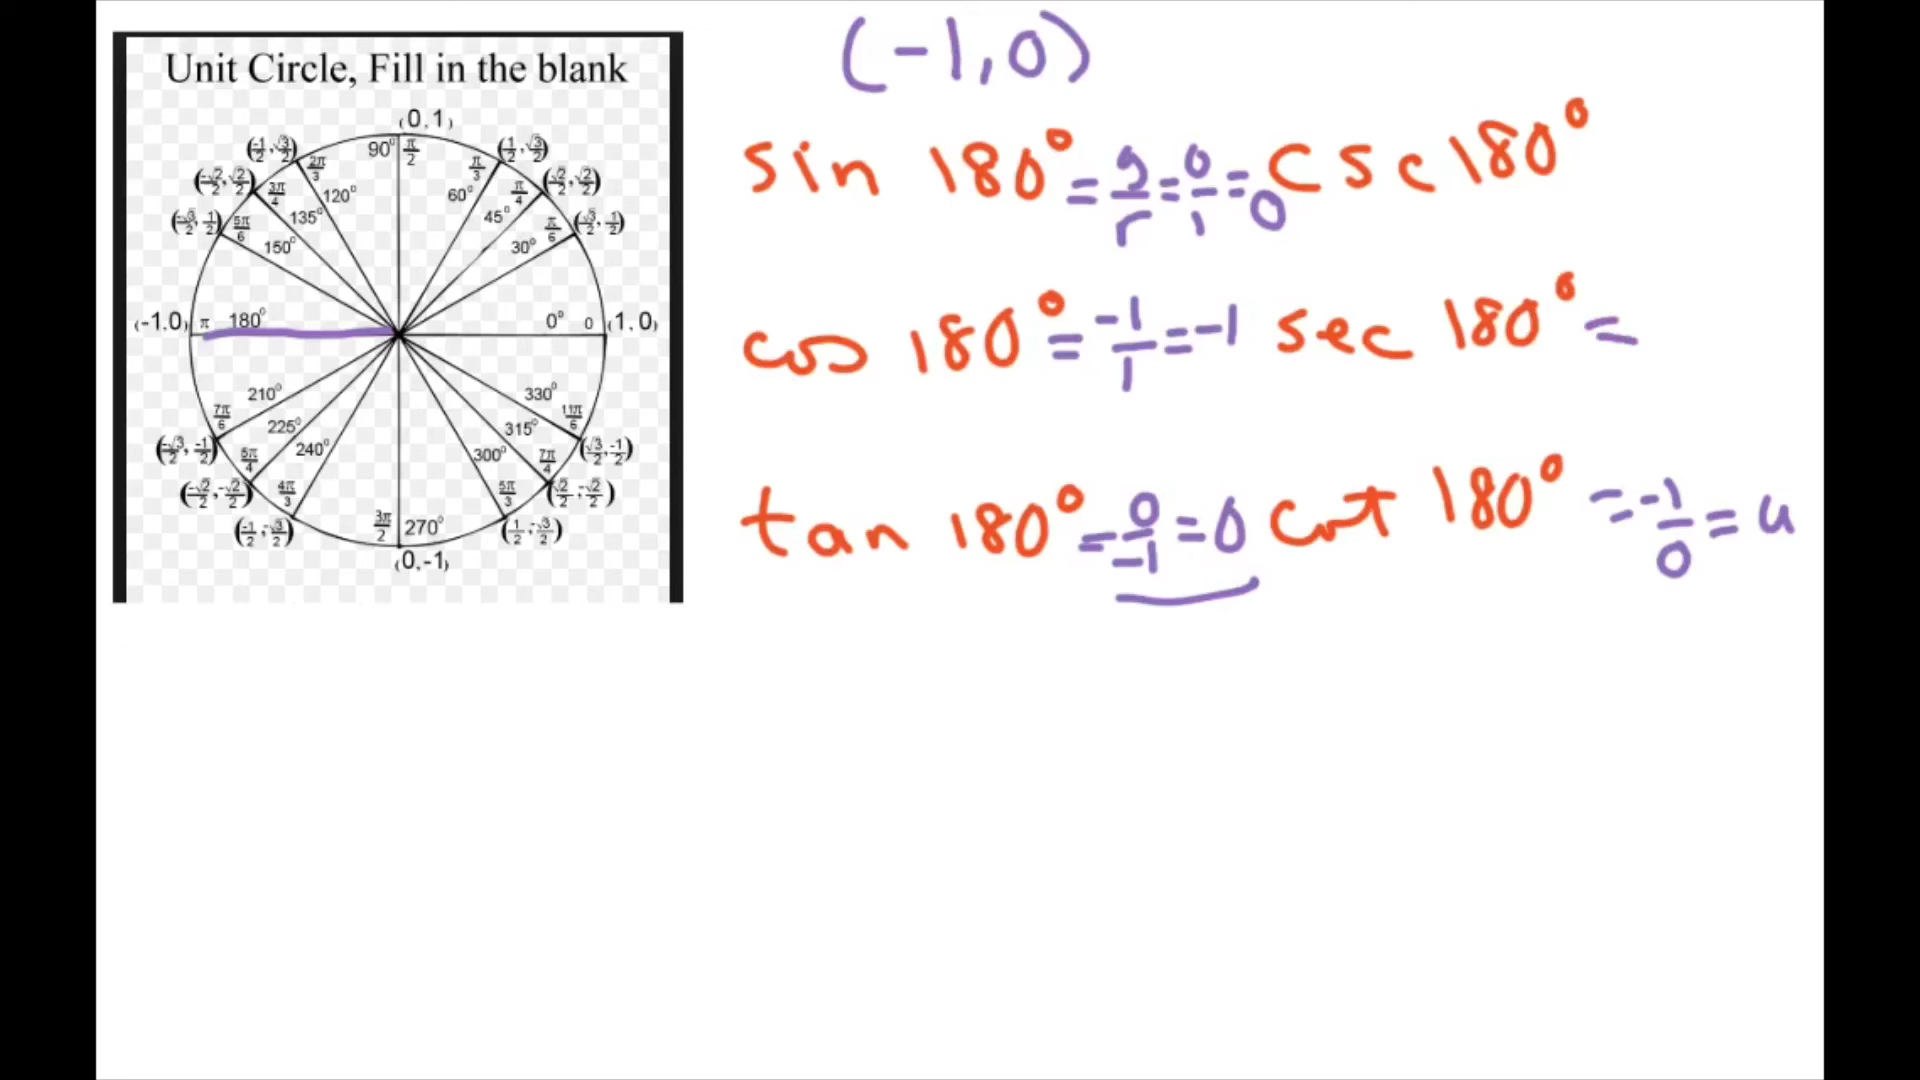 Unit Circle, Fill in the blank
(0,1)
(-1/2, √3/2) 2π/3 90° π/2 π/3 (1/2, √3/2)
(-√2/2, √2/2) 3π/4 120° 60° π/4 (√2/2, √2/2)
(-√3/2, 1/2) 5π/6 135° 45° π/6 (√3/2, 1/2)
150° 30°
(-1.0) π 180° 0° 0 (1, 0)
210° 330°
7π/6 225° 315° 11π/6
(-√3/2, -1/2) 5π/4 240° 300° 7π/4 (√3/2, -1/2)
(-√2/2, -√2/2) 4π/3 5π/3 (√2/2, -√2/2)
(-1/2, -√3/2) 3π/2 270° (1/2, -√3/2)
(0,-1)
(-1,0)
sin 180° = y/r = 0/1 = 0 csc 180°
cos 180° = -1/1 = -1 sec 180° =
tan 180° = 0/-1 = 0 cot 180° = -1/0 = u